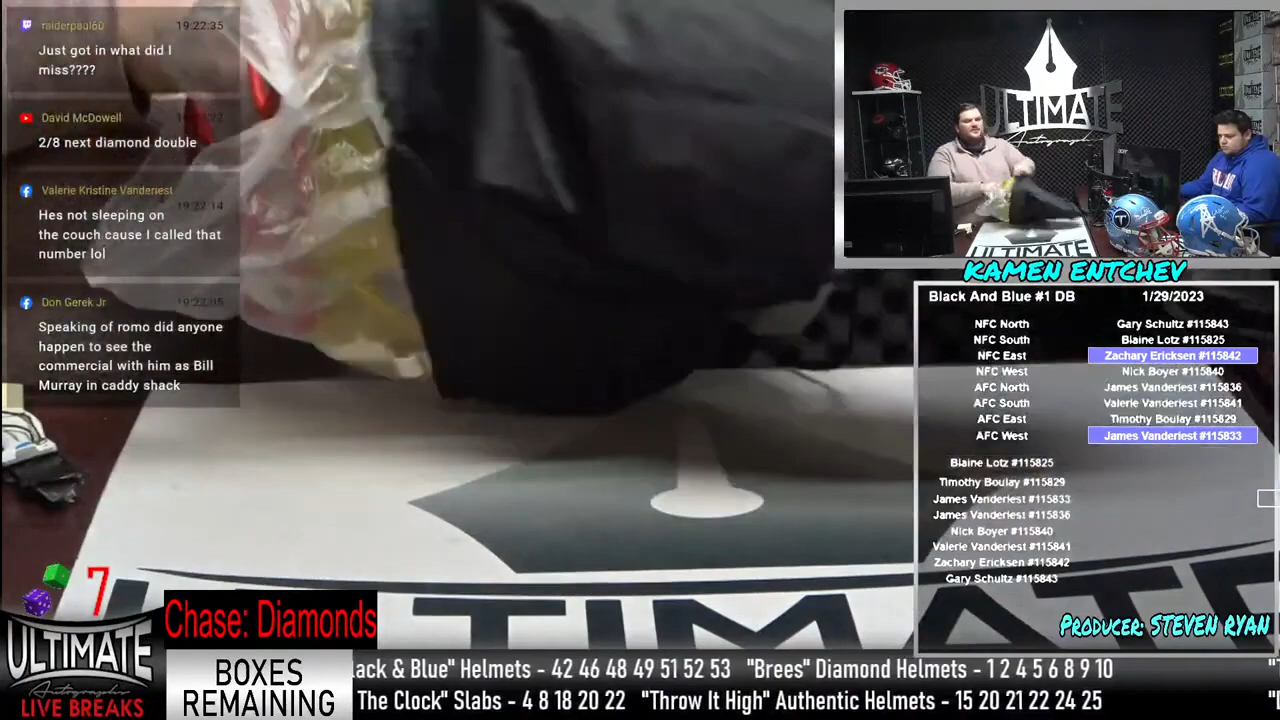 raiderpaul60 19:22:35
Just got in what did I
miss????
David McDowell
2/8 next diamond double
Valerie Kristine Vanderiest
19:22:14
Hes not sleeping on
the couch cause I called that
number lol
Don Gerek Jr 19:22:05
Speaking of romo did anyone
happen to see the
commercial with him as Bill
Murray in caddy shack
ULTIMATE
Autographs
ULTIMATE
KAMEN ENTCHEV
Black And Blue #1 DB 1/29/2023
NFC North Gary Schultz #115843
NFC South Blaine Lotz #115825
NFC East Zachary Ericksen #115842
NFC West Nick Boyer #115840
AFC North James Vanderiest #115836
AFC South Valerie Vanderiest #115841
AFC East Timothy Boulay #115829
AFC West James Vanderiest #115833
Blaine Lotz #115825
Timothy Boulay #115829
James Vanderiest #115833
James Vanderiest #115836
Nick Boyer #115840
Valerie Vanderiest #115841
Zachary Ericksen #115842
Gary Schultz #115843
Producer: STEVEN RYAN
7
ULTIMATE
Autographs
LIVE BREAKS
Chase: Diamonds
BOXES
REMAINING
lack & Blue" Helmets - 42 46 48 49 51 52 53 "Brees" Diamond Helmets - 1 2 4 5 6 8 9 10
The Clock" Slabs - 4 8 18 20 22 "Throw It High" Authentic Helmets - 15 20 21 22 24 25